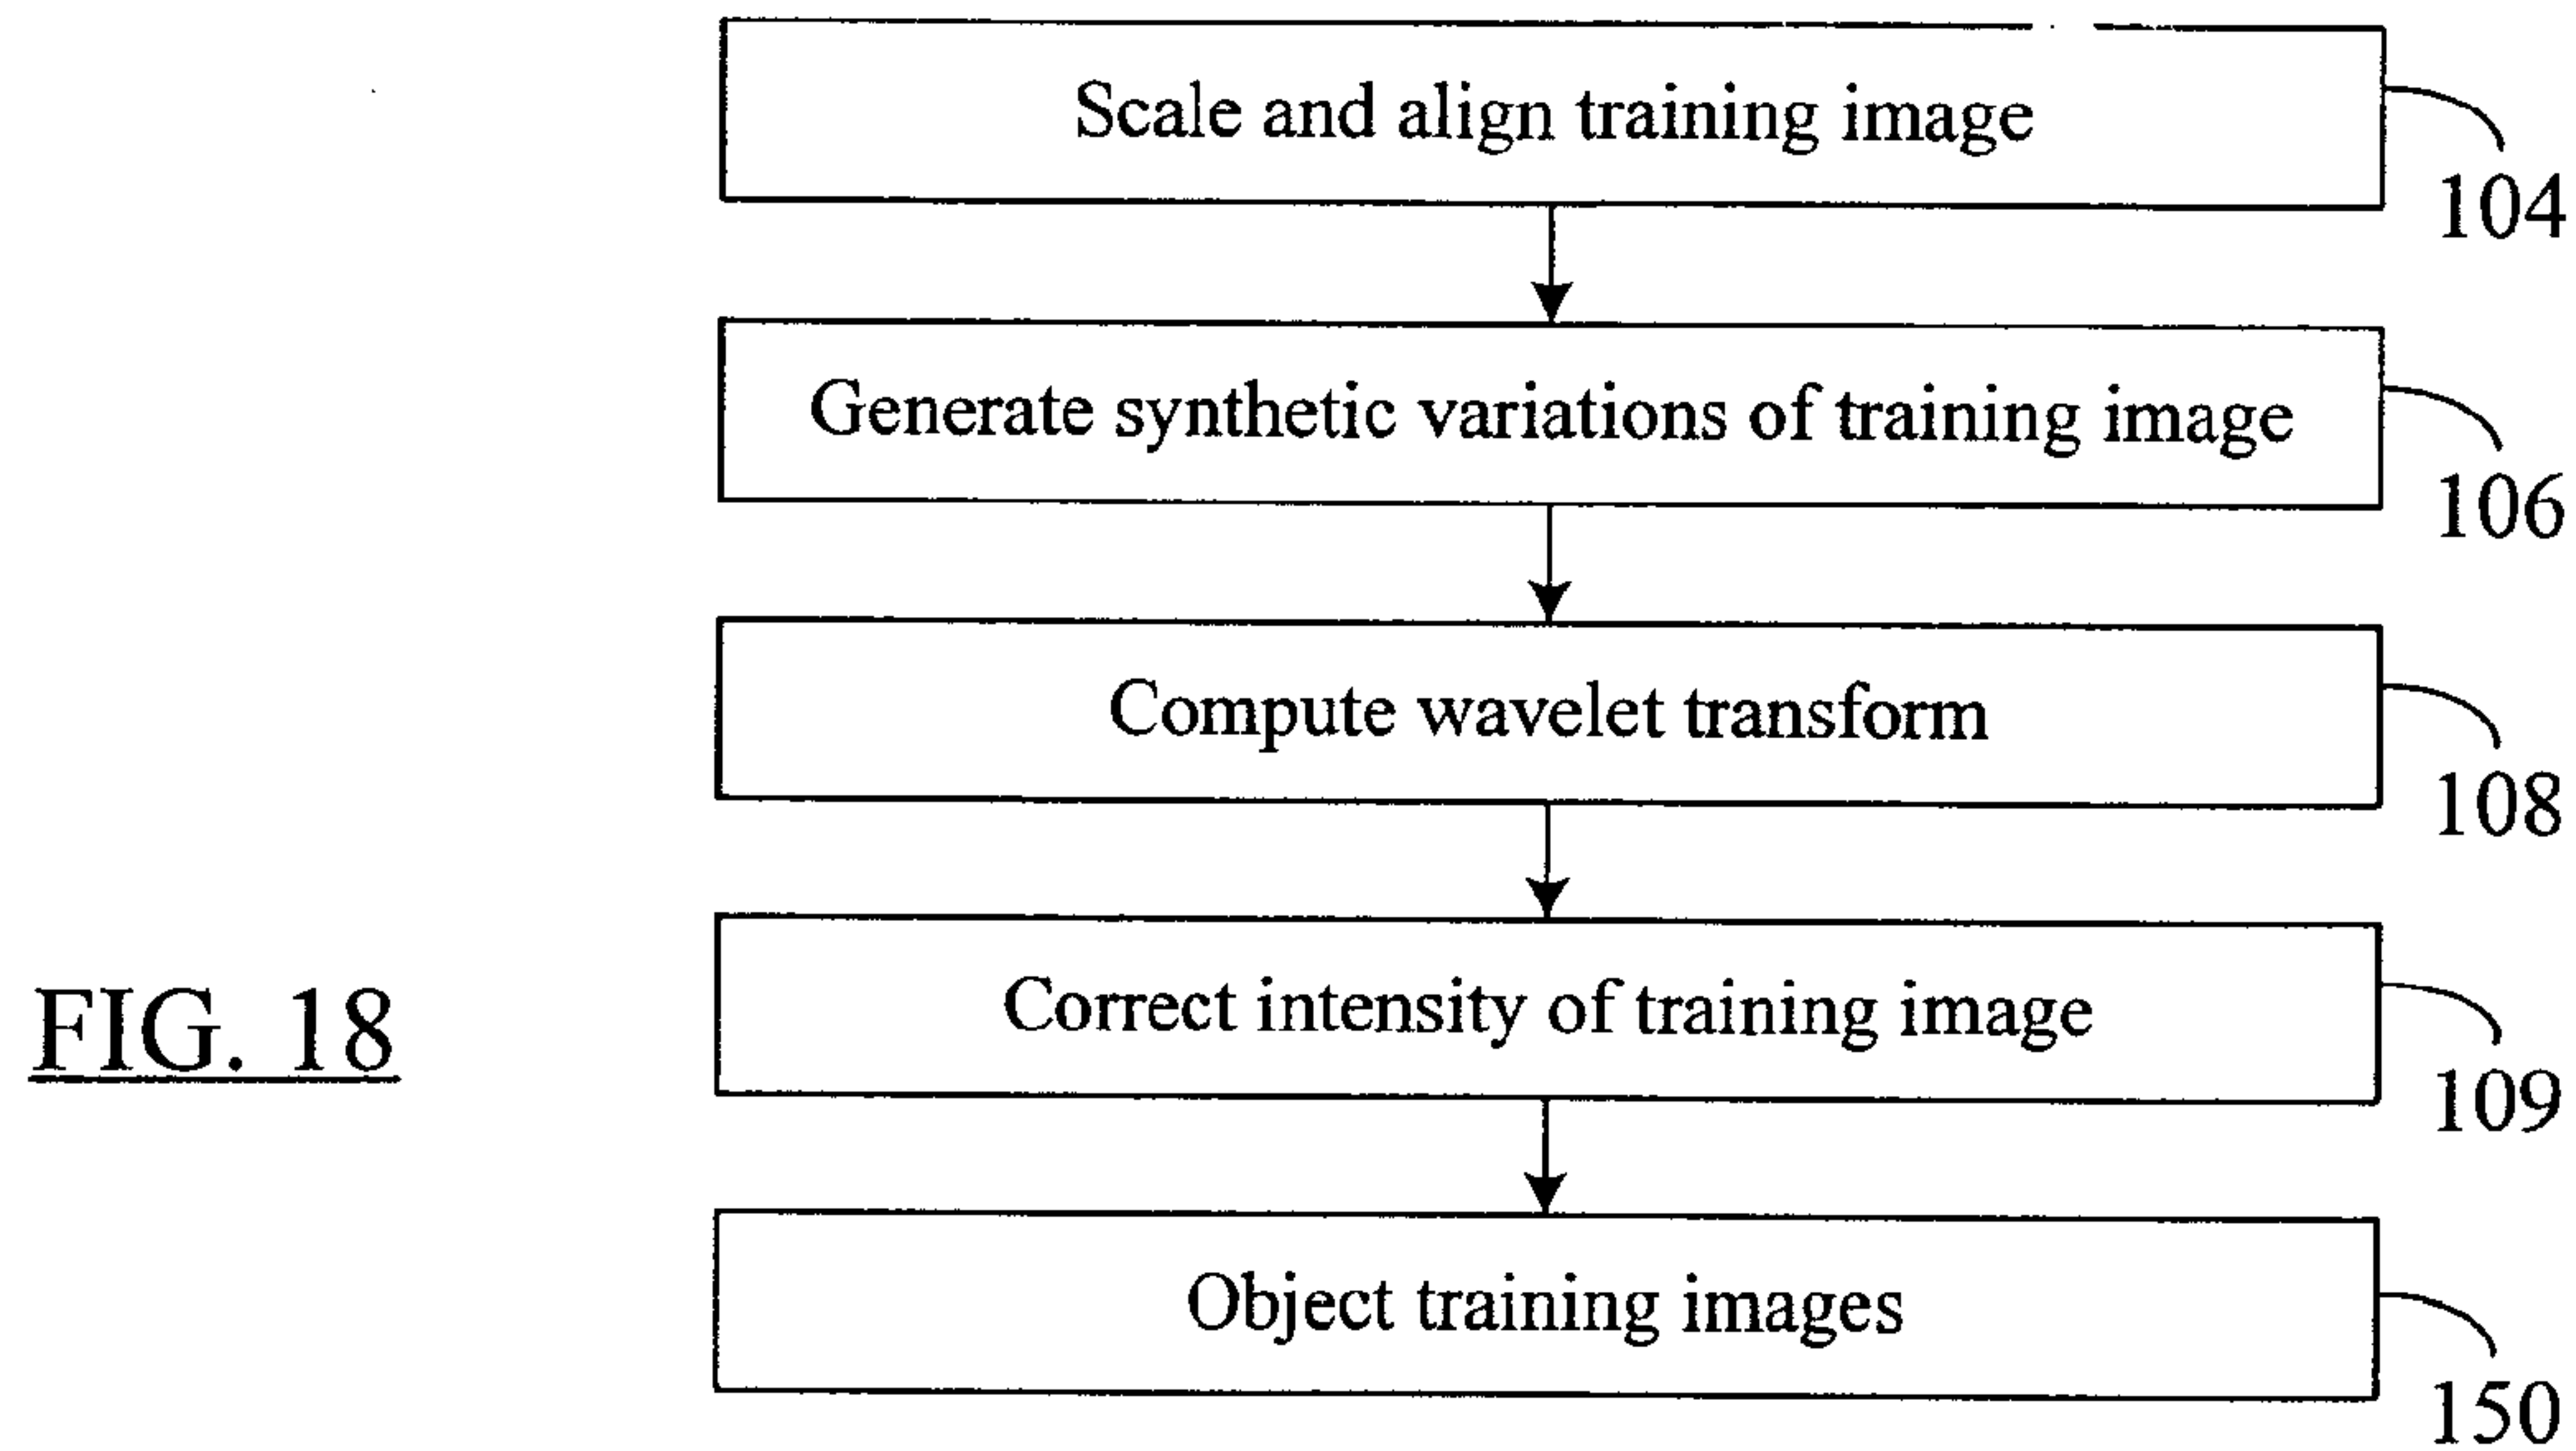 Scale and align training image
104
Generate synthetic variations of training image
106
Compute wavelet transform
108
Correct intensity of training image
109
Object training images
150
FIG. 18